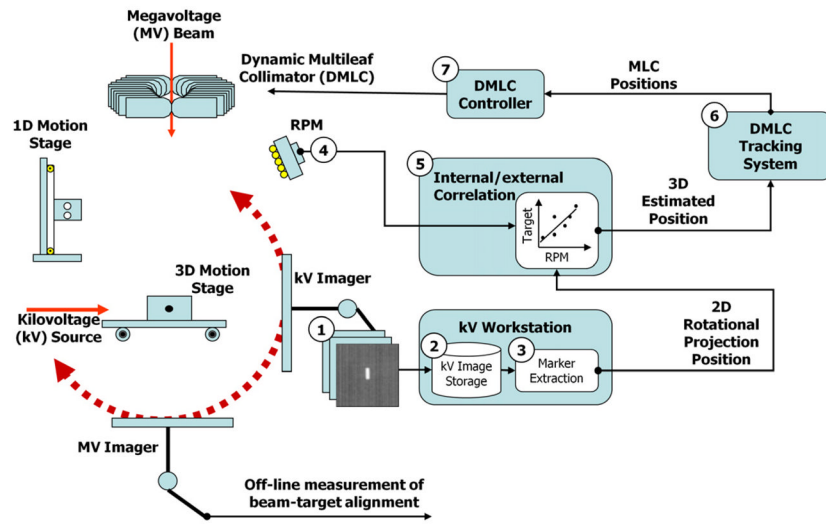 Megavoltage
(MV) Beam
Dynamic Multileaf
Collimator (DMLC)
7
DMLC
Controller
MLC
Positions
6
DMLC
Tracking
System
1D Motion
Stage
RPM
4
5
Internal/external
Correlation
Target
RPM
3D
Estimated
Position
3D Motion
Stage
kV Imager
Kilovoltage
(kV) Source
1
kV Workstation
2
kV Image
Storage
3
Marker
Extraction
2D
Rotational
Projection
Position
MV Imager
Off-line measurement of
beam-target alignment